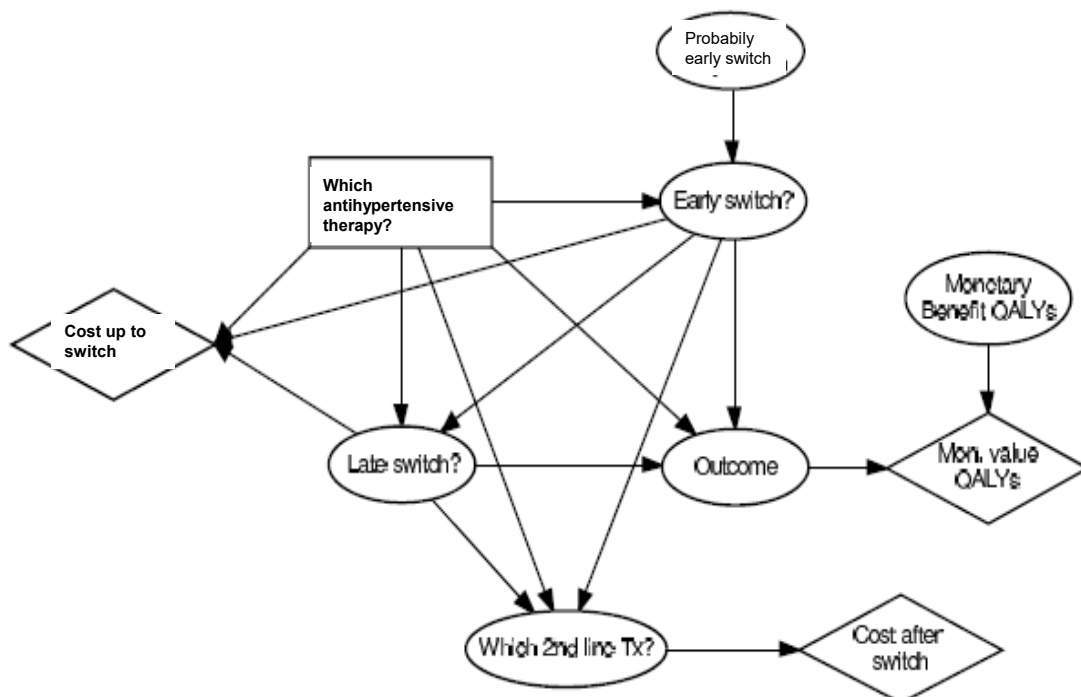 Probabily
early switch
Which
antihypertensive
therapy?
Early switch?
Monetary
Benefit QALYs
Cost up to
switch
Late switch?
Outcome
Mon. value
QALYs
Which 2nd line Tx?
Cost after
switch